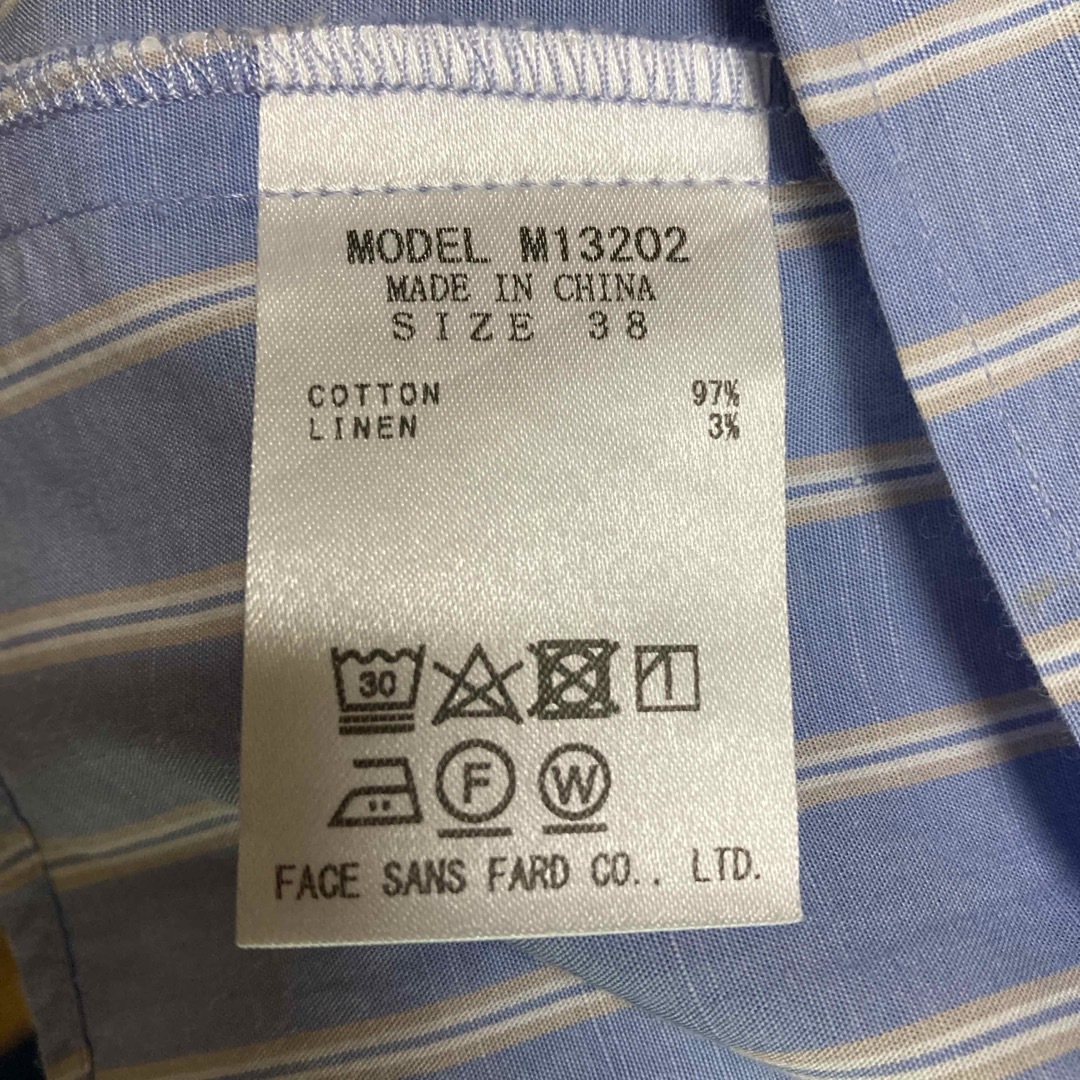 MODEL M13202
MADE IN CHINA
SIZE 38
COTTON 97%
LINEN 3%
30
F W
FACE SANS FARD CO., LTD.